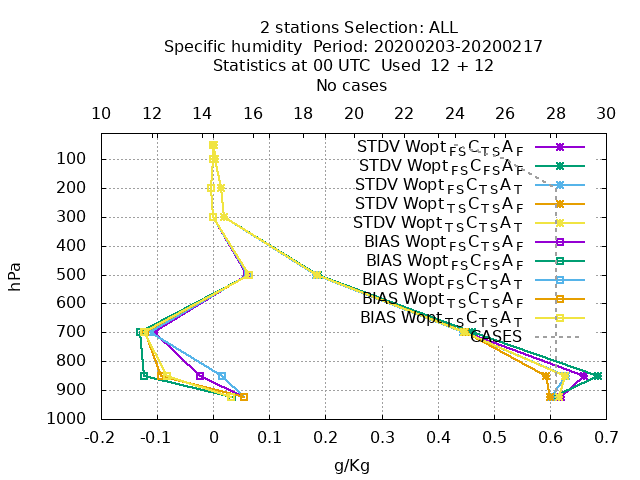 2 stations Selection: ALL
Specific humidity  Period: 20200203-20200217
Statistics at 00 UTC  Used  12 + 12
No cases
10 12 14 16 18 20 22 24 26 28 30
STDV Wopt FS C TS A F
STDV Wopt FS C FS A F
STDV Wopt FS C TS A T
STDV Wopt TS C TS A F
STDV Wopt TS C TS A T
BIAS Wopt FS C TS A F
BIAS Wopt FS C FS A F
BIAS Wopt FS C TS A T
BIAS Wopt TS C TS A F
BIAS Wopt TS C TS A T
CASES
hPa
100
200
300
400
500
600
700
800
900
1000
-0.2 -0.1 0 0.1 0.2 0.3 0.4 0.5 0.6 0.7
g/Kg